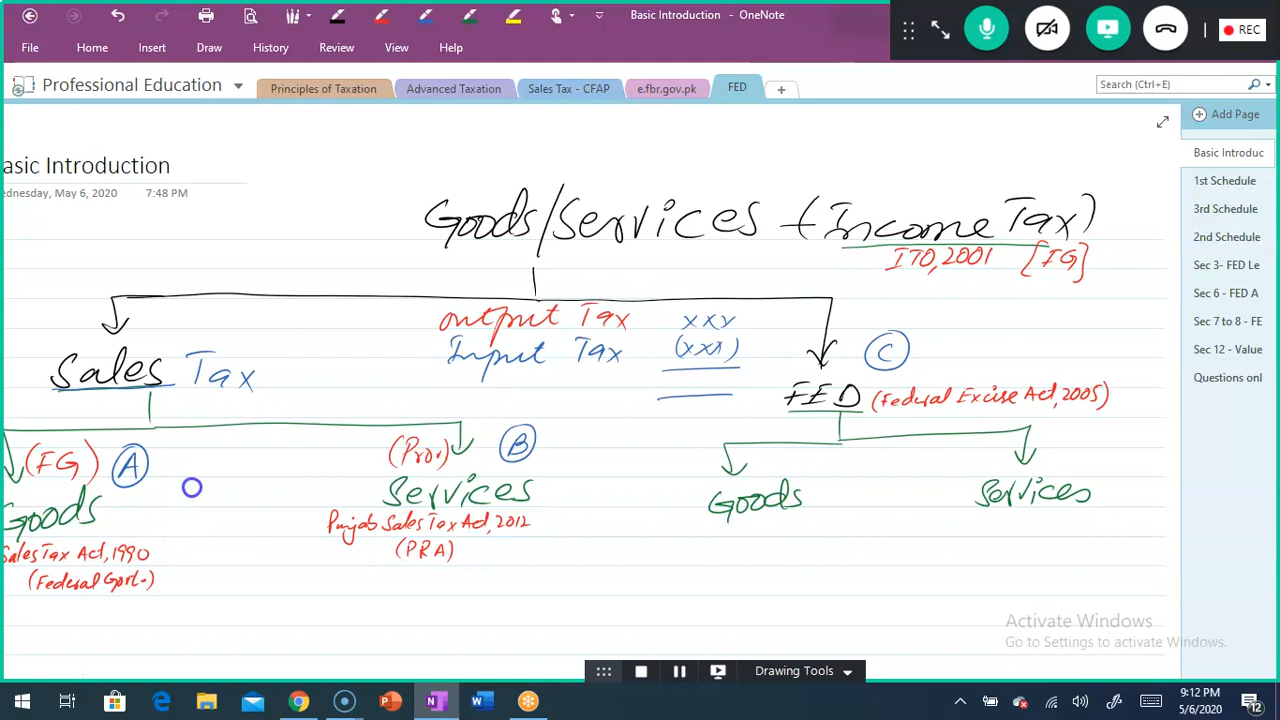 Basic Introduction - OneNote
REC
File Home Insert Draw History Review View Help
Professional Education
Principles of Taxation
Advanced Taxation
Sales Tax - CFAP
e.fbr.gov.pk
FED
Search (Ctrl+E)
Add Page
asic Introduction
ednesday, May 6, 2020 7:48 PM
Basic Introduc
1st Schedule
3rd Schedule
2nd Schedule
Sec 3- FED Le
Sec 6 - FED A
Sec 7 to 8 - FE
Sec 12 - Value
Questions onl
Goods/Services + (Income Tax)
ITO, 2001 [FG]
output Tax xxx
Input Tax (xxx)
Sales Tax
C
FED (Federal Excise Act, 2005)
(FG) A
(Prov) B
Goods
Services
Goods
Services
Sales Tax Act, 1990
(Federal Govt.)
Punjab Sales Tax Act, 2012
(PRA)
Activate Windows
Go to Settings to activate Windows.
Drawing Tools
9:12 PM
5/6/2020
12